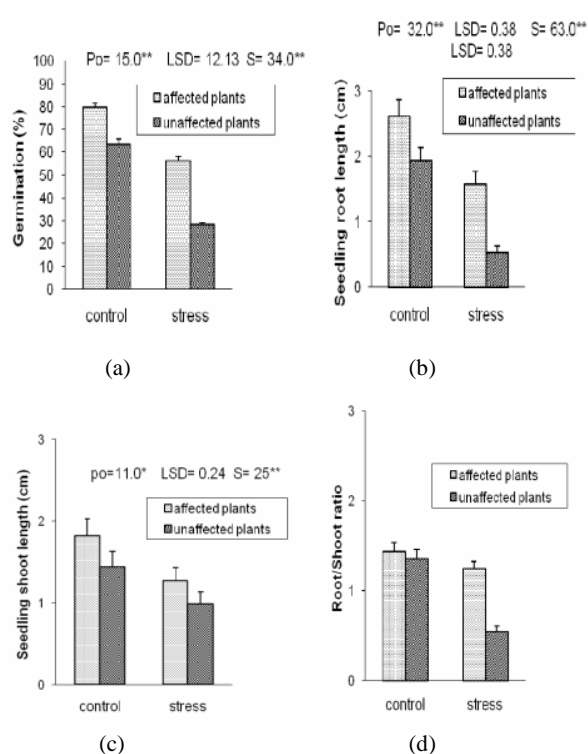 Po= 15.0** LSD= 12.13 S= 34.0**
100
90
80
70
60
50
40
30
20
10
0
Germination (%)
affected plants
unaffected plants
control stress
(a)
Po= 32.0** LSD= 0.38 S= 63.0**
LSD= 0.38
3
2
1
0
Seedling root length (cm)
affected plants
unaffected plants
control stress
(b)
po=11.0* LSD= 0.24 S= 25**
3
2
1
0
Seedling shoot length (cm)
affected plants
unaffected plants
control stress
(c)
3
2
1
0
Root/Shoot ratio
affected plants
unaffected plants
control stress
(d)